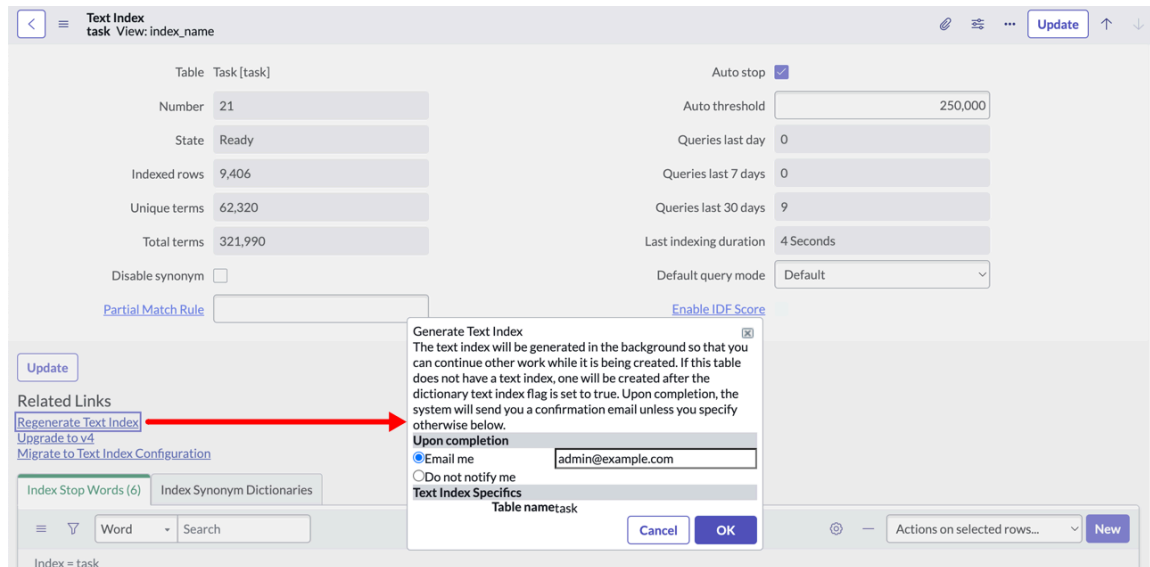 Text Index
task View: index_name
Update
Table Task [task]
Number 21
State Ready
Indexed rows 9,406
Unique terms 62,320
Total terms 321,990
Disable synonym
Partial Match Rule
Auto stop
Auto threshold 250,000
Queries last day 0
Queries last 7 days 0
Queries last 30 days 9
Last indexing duration 4 Seconds
Default query mode Default
Enable IDF Score
Update
Related Links
Regenerate Text Index
Upgrade to v4
Migrate to Text Index Configuration
Generate Text Index
The text index will be generated in the background so that you
can continue other work while it is being created. If this table
does not have a text index, one will be created after the
dictionary text index flag is set to true. Upon completion, the
system will send you a confirmation email unless you specify
otherwise below.
Upon completion
Email me admin@example.com
Do not notify me
Text Index Specifics
Table name task
Cancel OK
Index Stop Words (6) Index Synonym Dictionaries
Word Search Actions on selected rows... New
Index = task